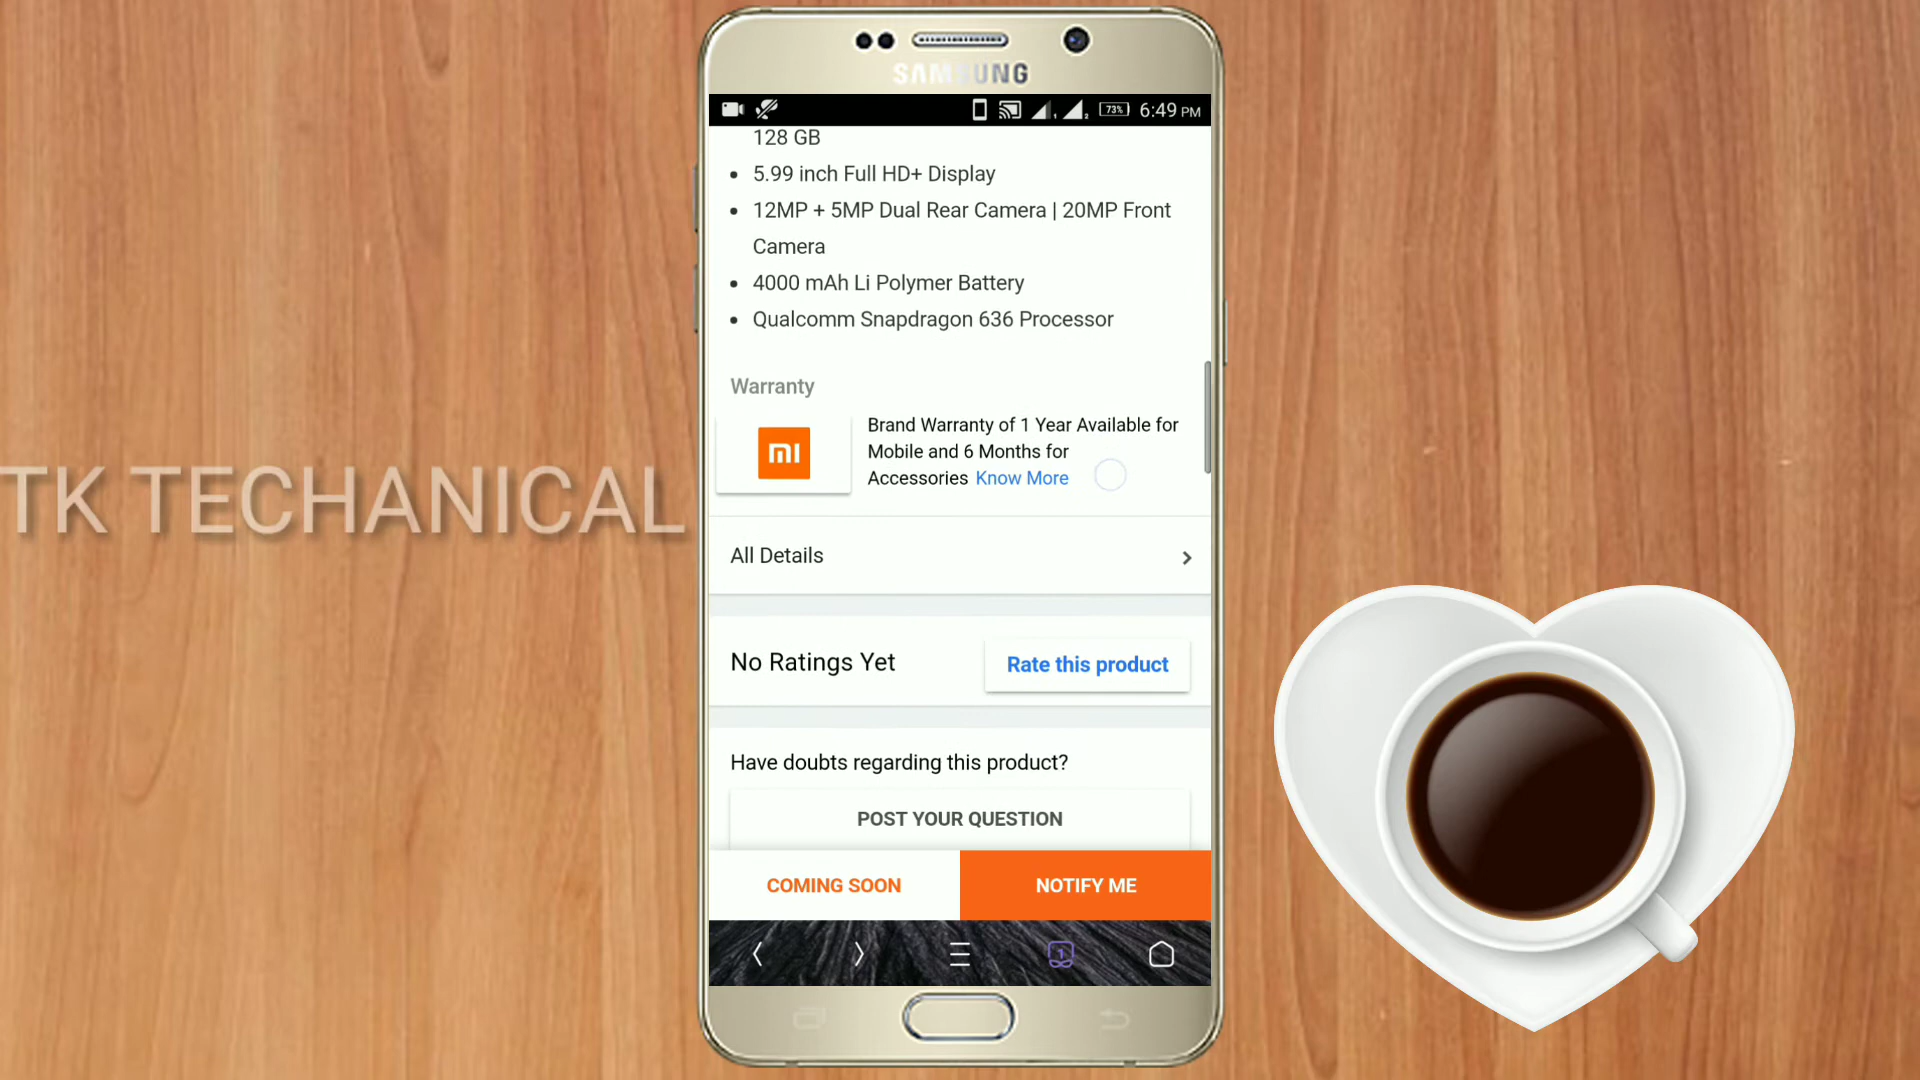 SAMSUNG
73%
6:49 PM
128 GB
5.99 inch Full HD+ Display
12MP + 5MP Dual Rear Camera | 20MP Front
Camera
4000 mAh Li Polymer Battery
Qualcomm Snapdragon 636 Processor
Warranty
mi
Brand Warranty of 1 Year Available for
Mobile and 6 Months for
Accessories Know More
TK TECHANICAL
All Details
No Ratings Yet
Rate this product
Have doubts regarding this product?
POST YOUR QUESTION
COMING SOON
NOTIFY ME
1